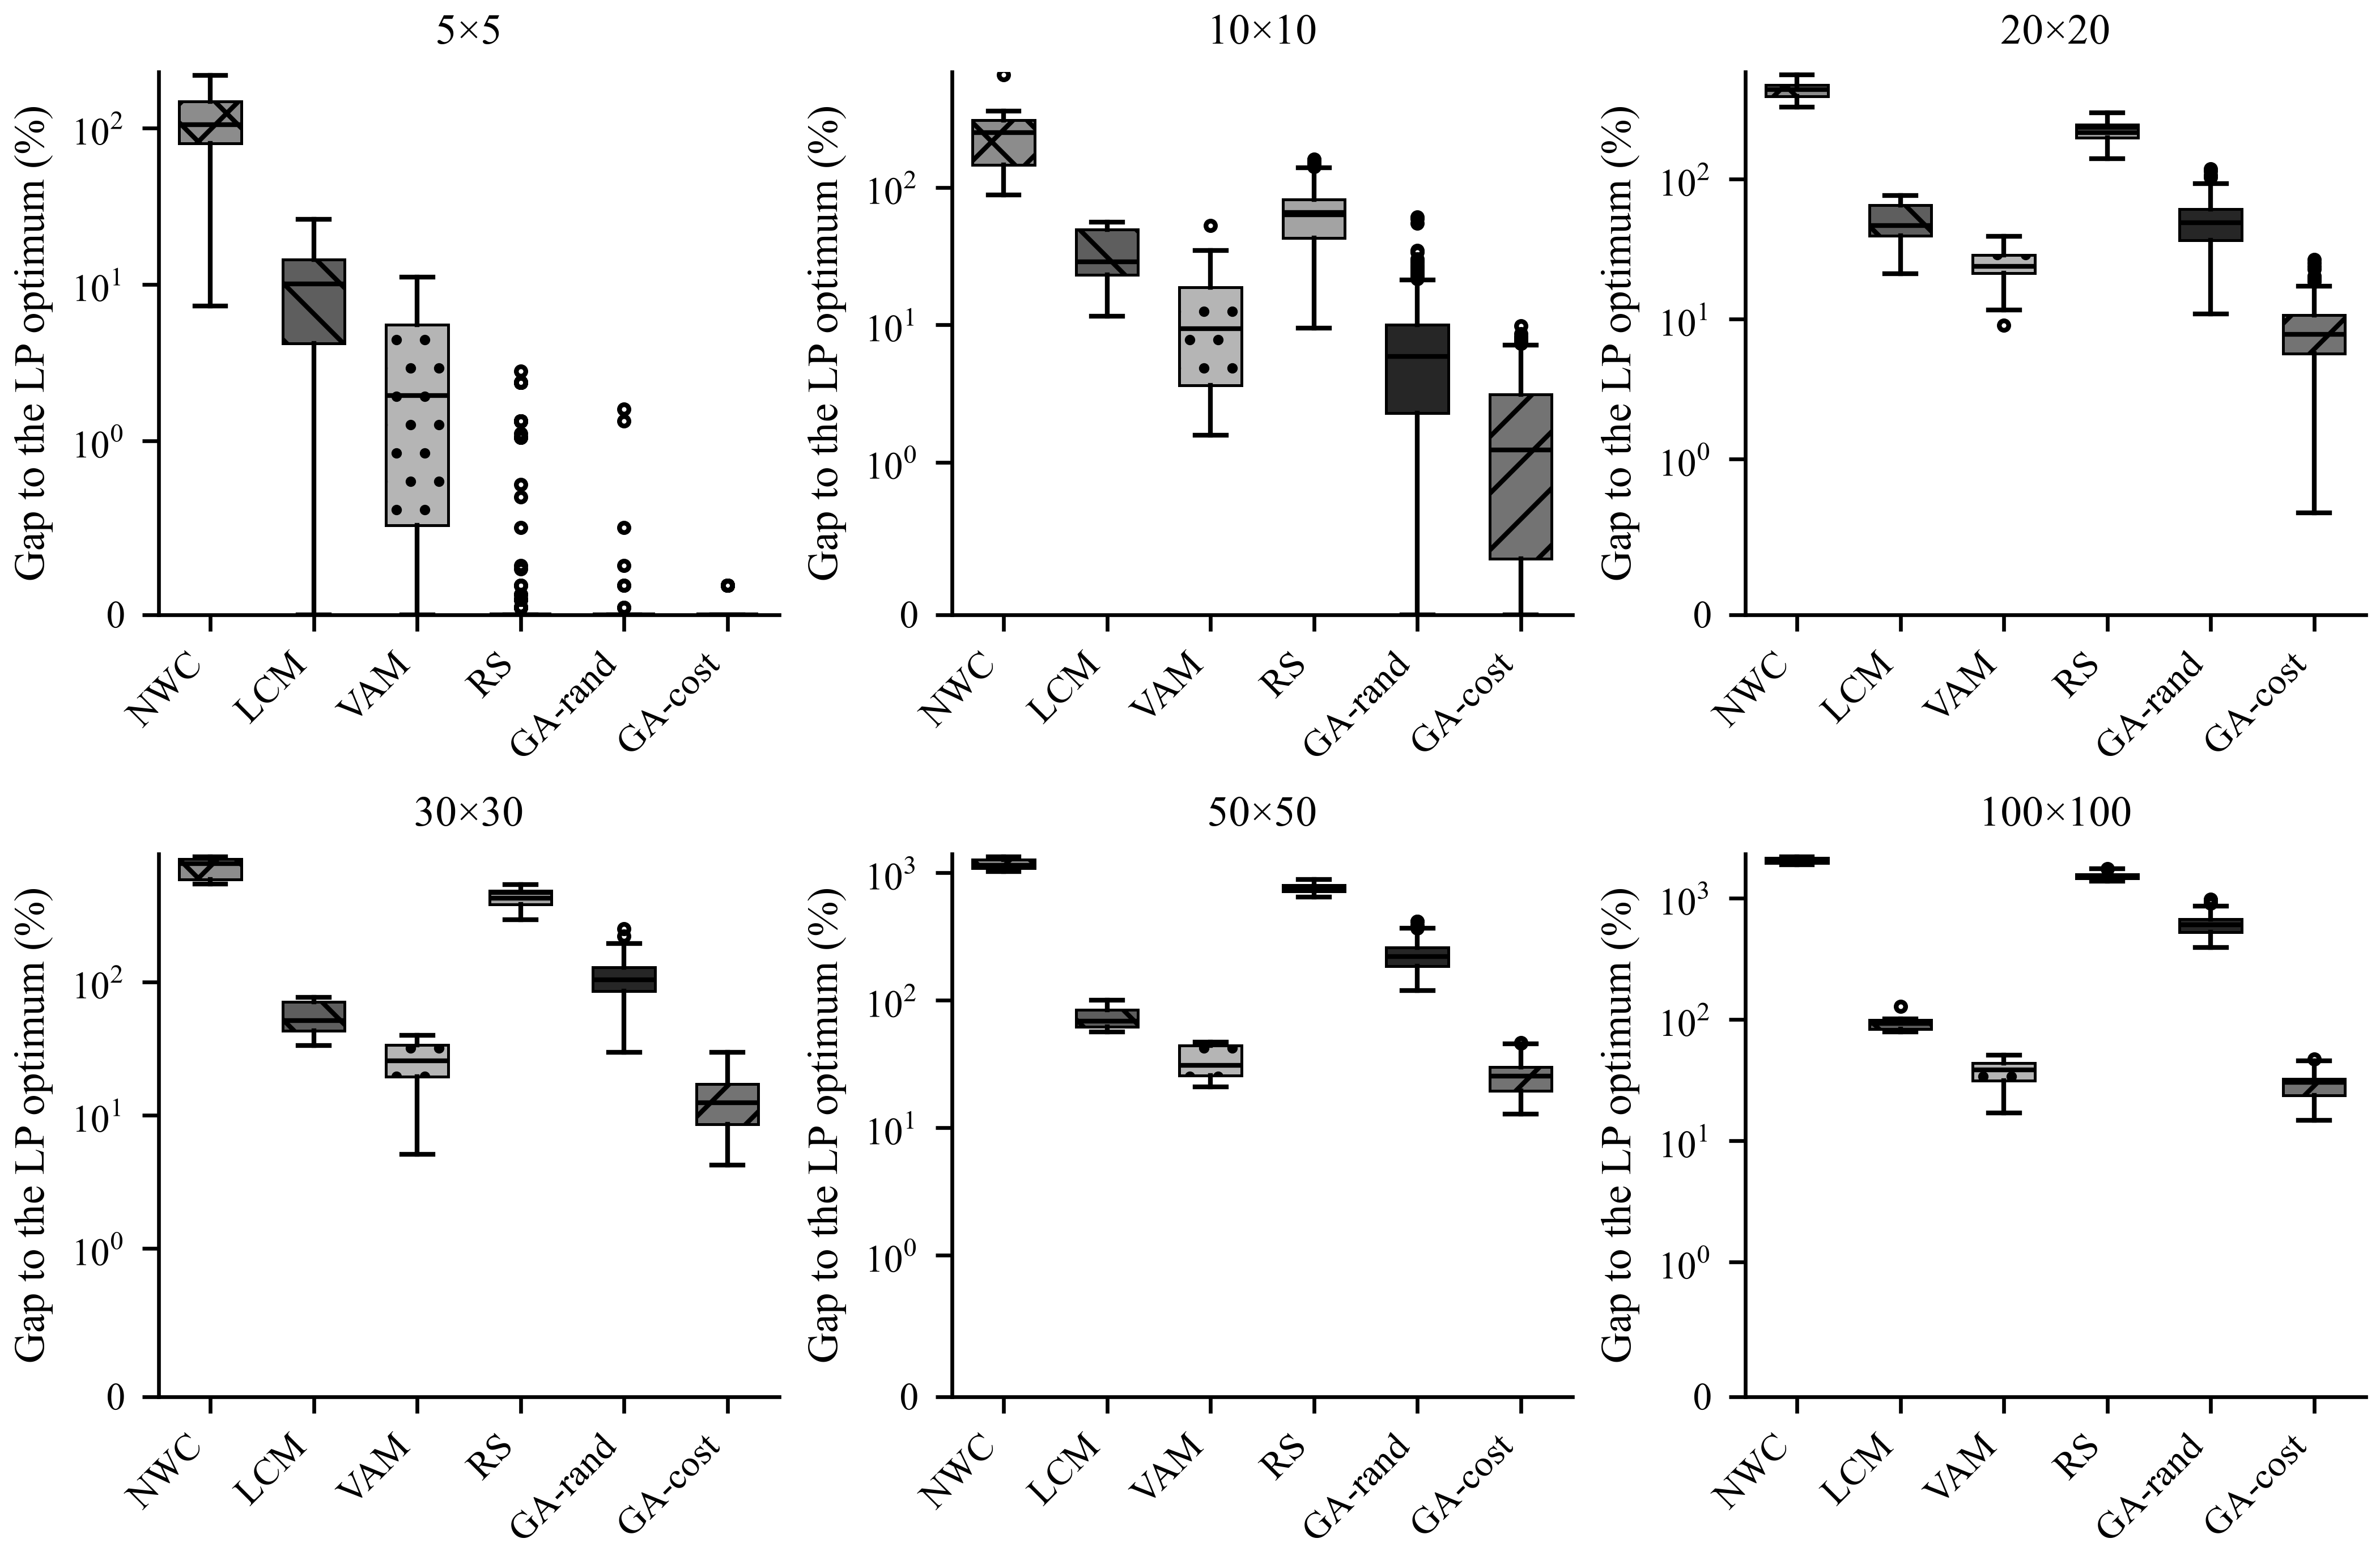 5×5
10×10
20×20
Gap to the LP optimum (%)
10²
10¹
10⁰
0
NWC
LCM
VAM
RS
GA-rand
GA-cost
Gap to the LP optimum (%)
10²
10¹
10⁰
0
NWC
LCM
VAM
RS
GA-rand
GA-cost
Gap to the LP optimum (%)
10²
10¹
10⁰
0
NWC
LCM
VAM
RS
GA-rand
GA-cost
30×30
50×50
100×100
Gap to the LP optimum (%)
10²
10¹
10⁰
0
NWC
LCM
VAM
RS
GA-rand
GA-cost
Gap to the LP optimum (%)
10³
10²
10¹
10⁰
0
NWC
LCM
VAM
RS
GA-rand
GA-cost
Gap to the LP optimum (%)
10³
10²
10¹
10⁰
0
NWC
LCM
VAM
RS
GA-rand
GA-cost